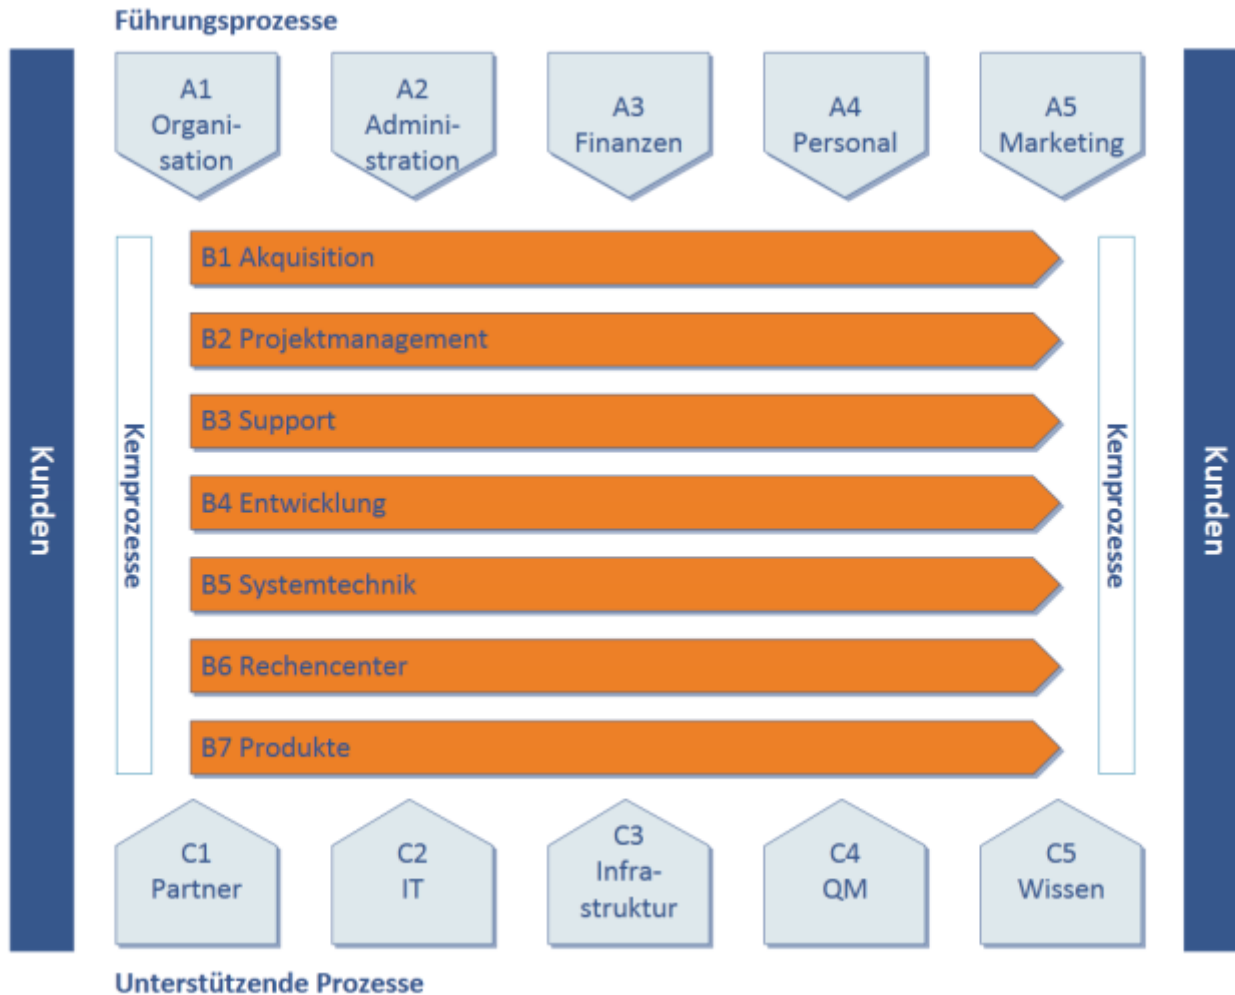 Führungsprozesse
A1
Organi-
sation
A2
Admini-
stration
A3
Finanzen
A4
Personal
A5
Marketing
Kunden
Kernprozesse
B1 Akquisition
B2 Projektmanagement
B3 Support
B4 Entwicklung
B5 Systemtechnik
B6 Rechencenter
B7 Produkte
Kernprozesse
Kunden
C1
Partner
C2
IT
C3
Infra-
struktur
C4
QM
C5
Wissen
Unterstützende Prozesse